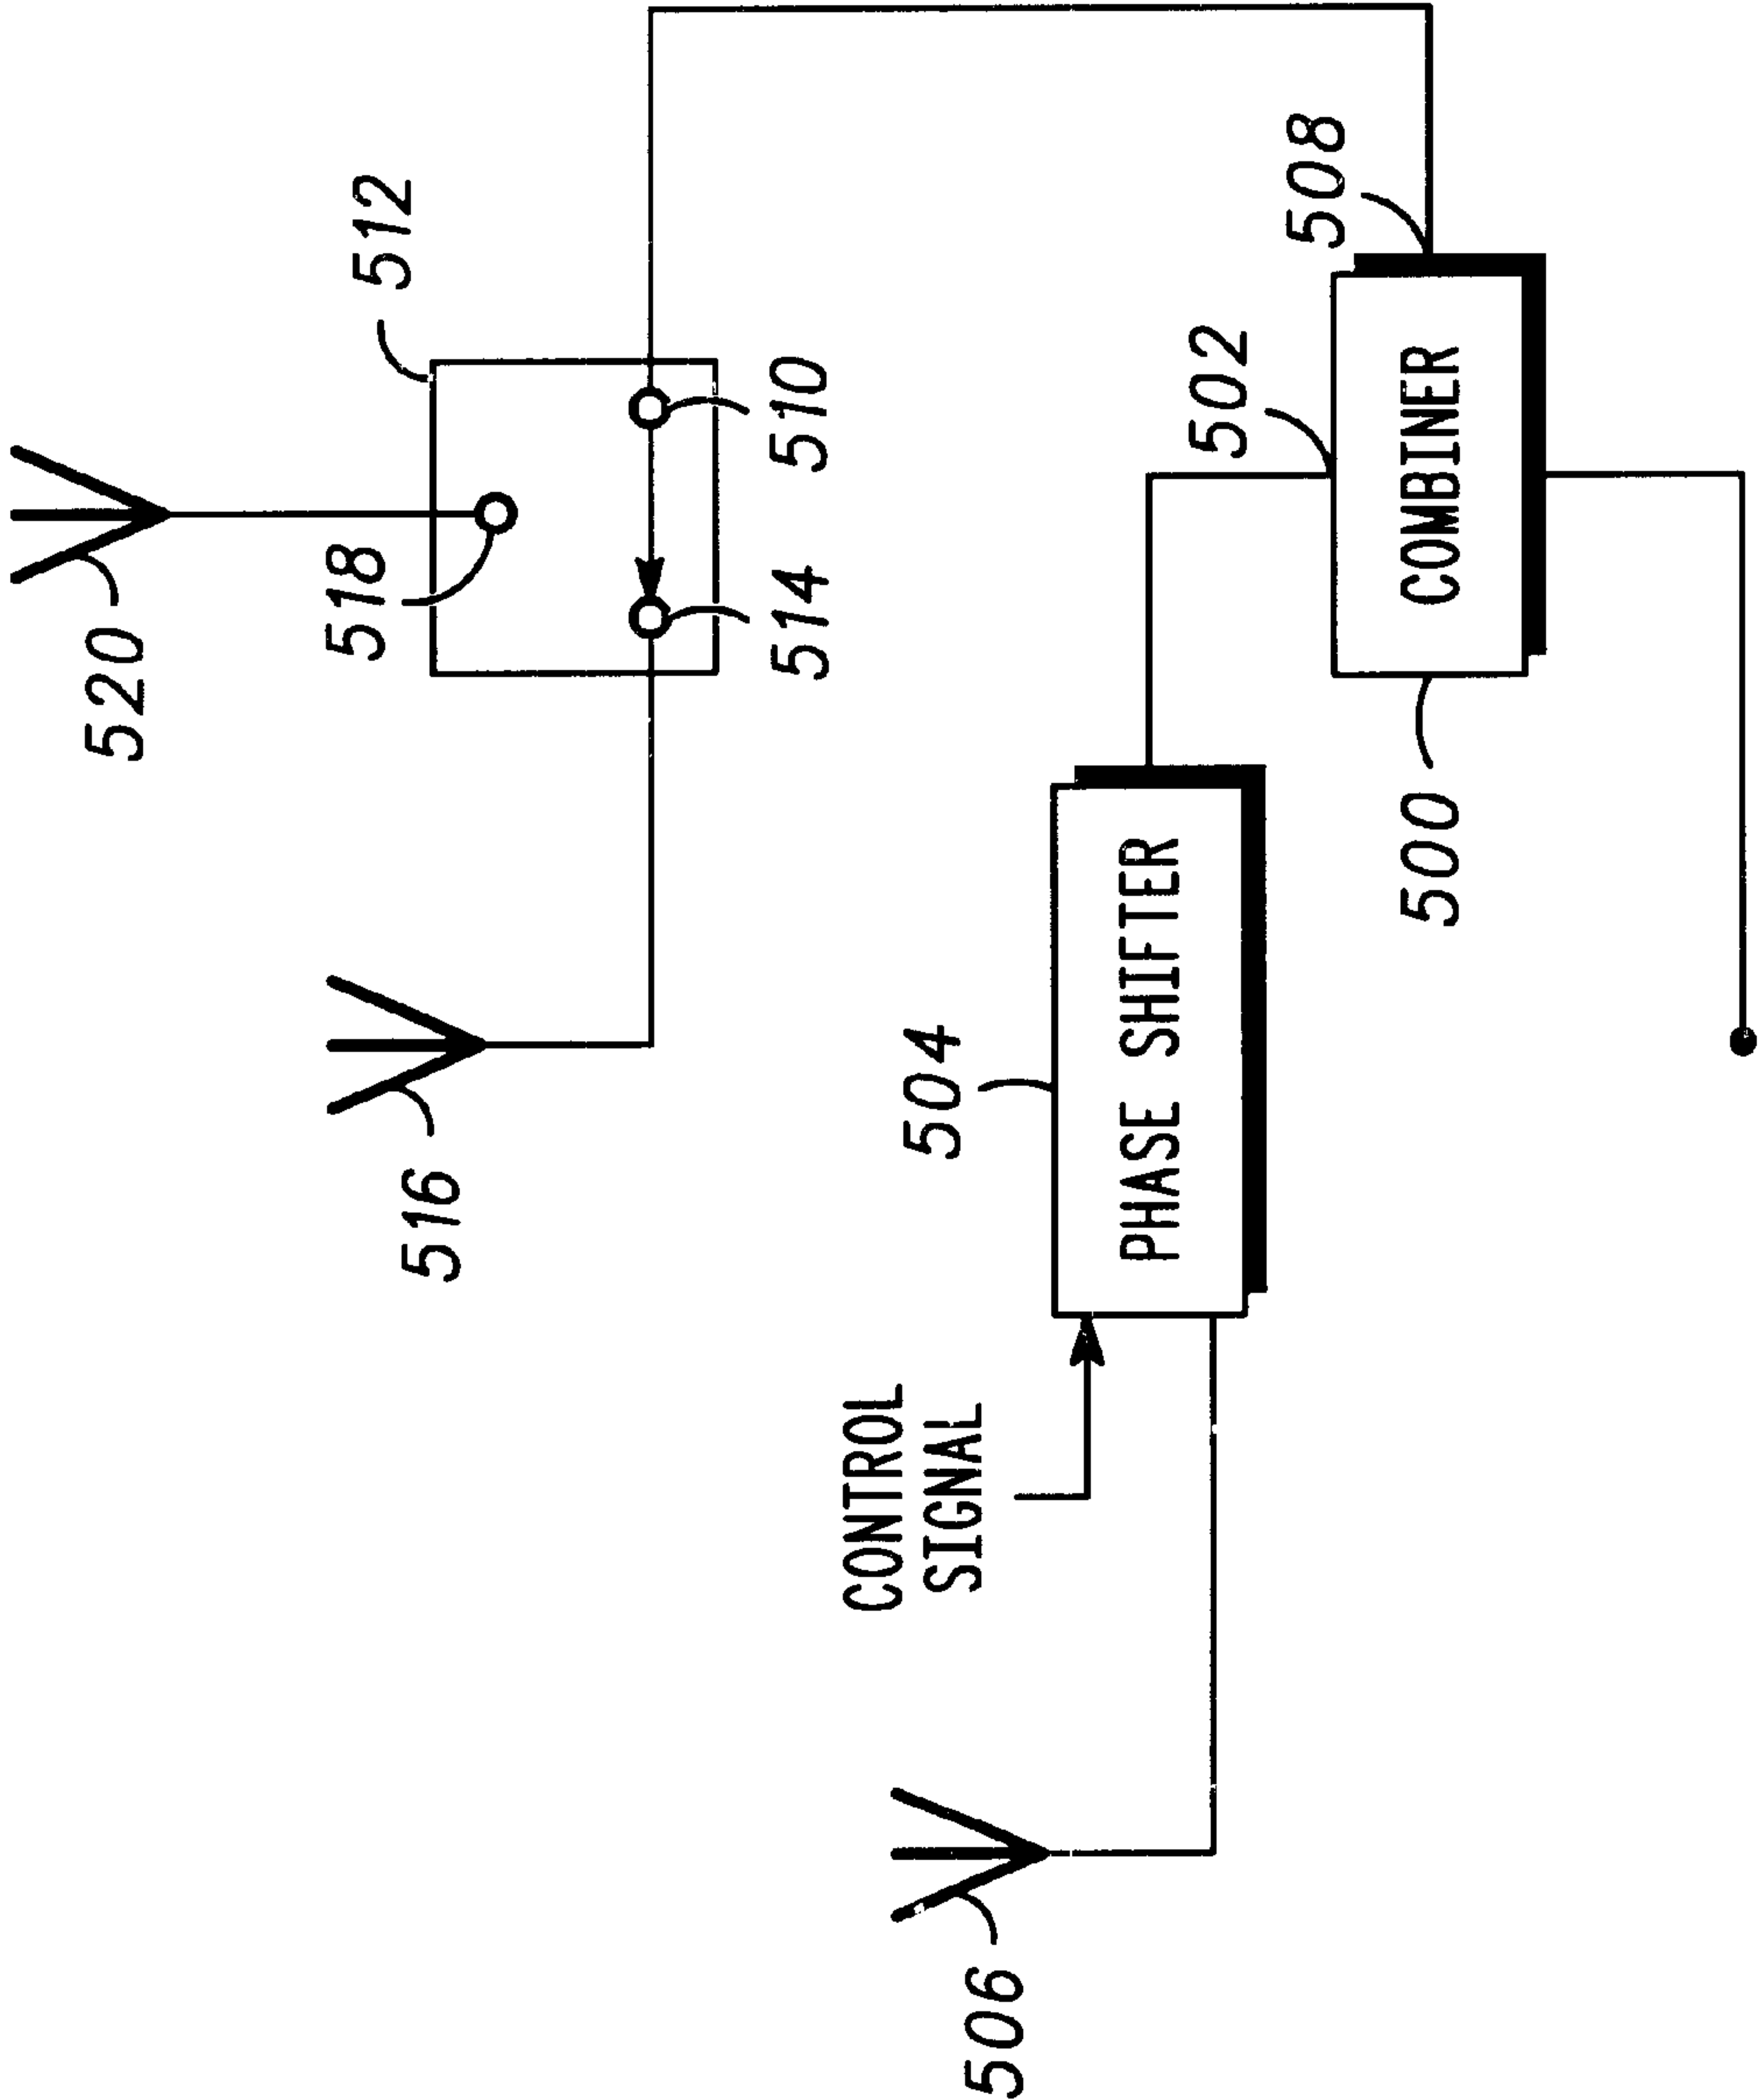 520
512
518
510
514
516
508
502
504
PHASE SHIFTER
COMBINER
500
CONTROL
SIGNAL
506